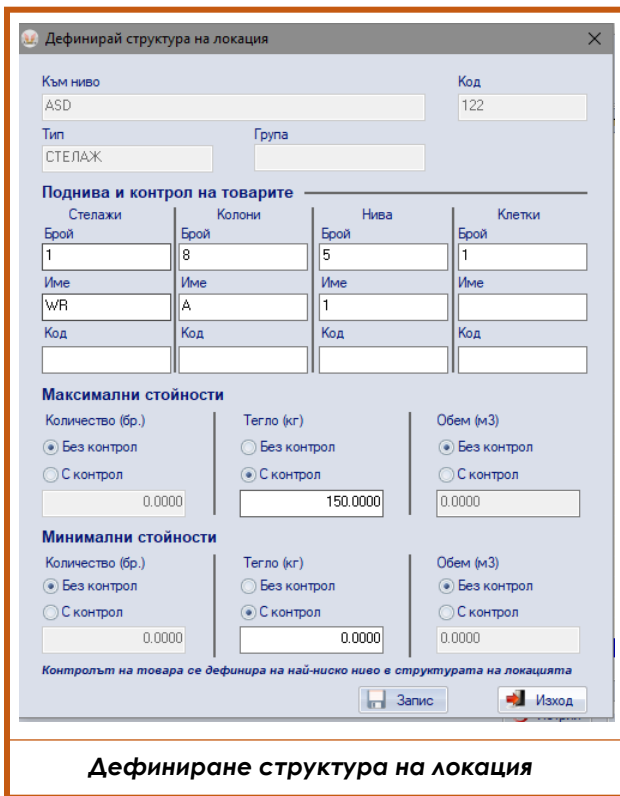 Дефинирай структура на локация
Към ниво Код
ASD 122
Тип Група
СТЕЛАЖ
Поднива и контрол на товарите
Стелажи Колони Нива Клетки
Брой Брой Брой Брой
1 8 5 1
Име Име Име Име
WR A 1
Код Код Код Код
Максимални стойности
Количество (бр.) Тегло (кг) Обем (м3)
Без контрол Без контрол Без контрол
С контрол С контрол С контрол
0.0000 150.0000 0.0000
Минимални стойности
Количество (бр.) Тегло (кг) Обем (м3)
Без контрол Без контрол Без контрол
С контрол С контрол С контрол
0.0000 0.0000 0.0000
Контролът на товара се дефинира на най-ниско ниво в структурата на локацията
Запис Изход
Дефиниране структура на локация